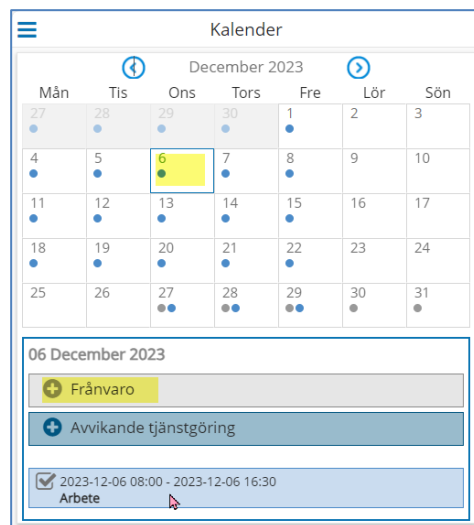 Kalender
December 2023
Mån Tis Ons Tors Fre Lör Sön
27 28 29 30 1 2 3
4 5 6 7 8 9 10
11 12 13 14 15 16 17
18 19 20 21 22 23 24
25 26 27 28 29 30 31
06 December 2023
Frånvaro
Avvikande tjänstgöring
2023-12-06 08:00 - 2023-12-06 16:30
Arbete